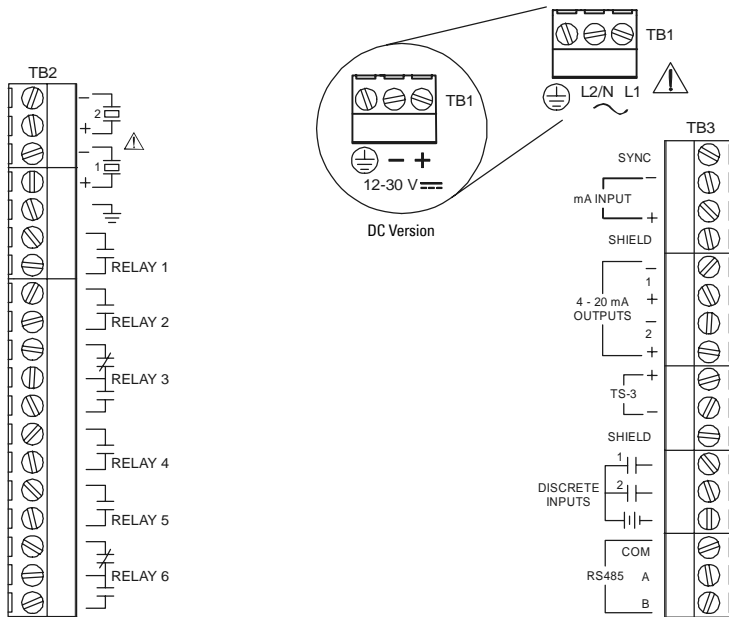 TB2
-
2
+
-
1
+
RELAY 1
RELAY 2
RELAY 3
RELAY 4
RELAY 5
RELAY 6
TB1
- +
12-30 V
DC Version
TB1
L2/N L1
TB3
SYNC
-
mA INPUT
+
SHIELD
-
1
4 - 20 mA
OUTPUTS
+
-
2
+
+
TS-3
-
SHIELD
1
2
DISCRETE
INPUTS
COM
RS485 A
B